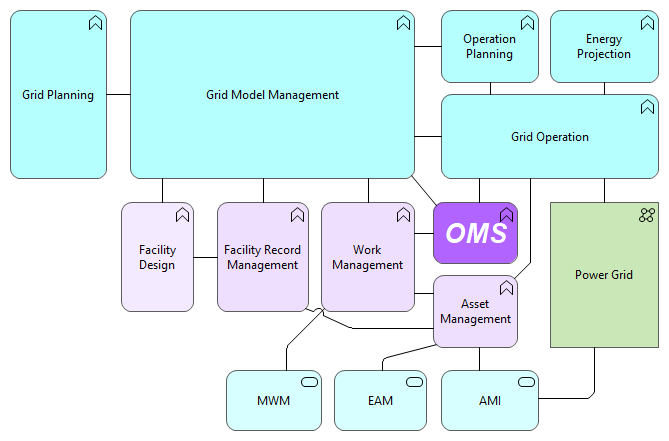 Grid Planning
Grid Model Management
Operation
Planning
Energy
Projection
Grid Operation
Facility
Design
Facility Record
Management
Work
Management
OMS
Power Grid
Asset
Management
MWM
EAM
AMI